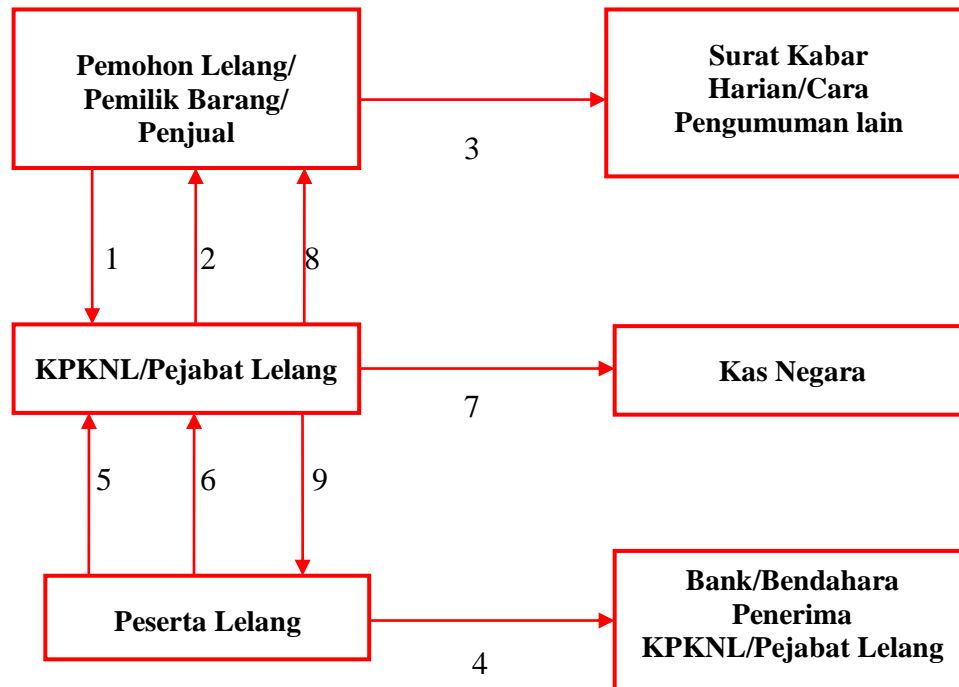 Pemohon Lelang/
Pemilik Barang/
Penjual
Surat Kabar
Harian/Cara
Pengumuman lain
3
1
2
8
KPKNL/Pejabat Lelang
Kas Negara
7
5
6
9
Peserta Lelang
Bank/Bendahara
Penerima
KPKNL/Pejabat Lelang
4